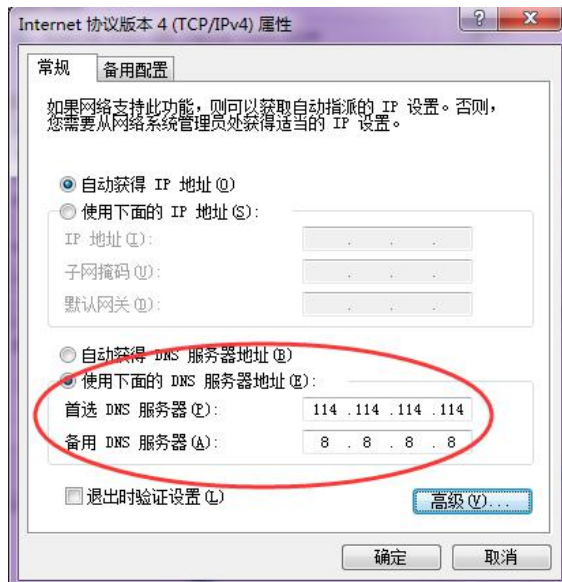 Internet 协议版本 4 (TCP/IPv4) 属性
常规
备用配置
如果网络支持此功能，则可以获取自动指派的 IP 设置。否则，
您需要从网络系统管理员处获得适当的 IP 设置。
自动获得 IP 地址(O)
使用下面的 IP 地址(S):
IP 地址(I):
子网掩码(U):
默认网关(D):
自动获得 DNS 服务器地址(B)
使用下面的 DNS 服务器地址(E):
首选 DNS 服务器(P): 114 .114 .114 .114
备用 DNS 服务器(A): 8 . 8 . 8 . 8
退出时验证设置(L)
高级(V)...
确定 取消